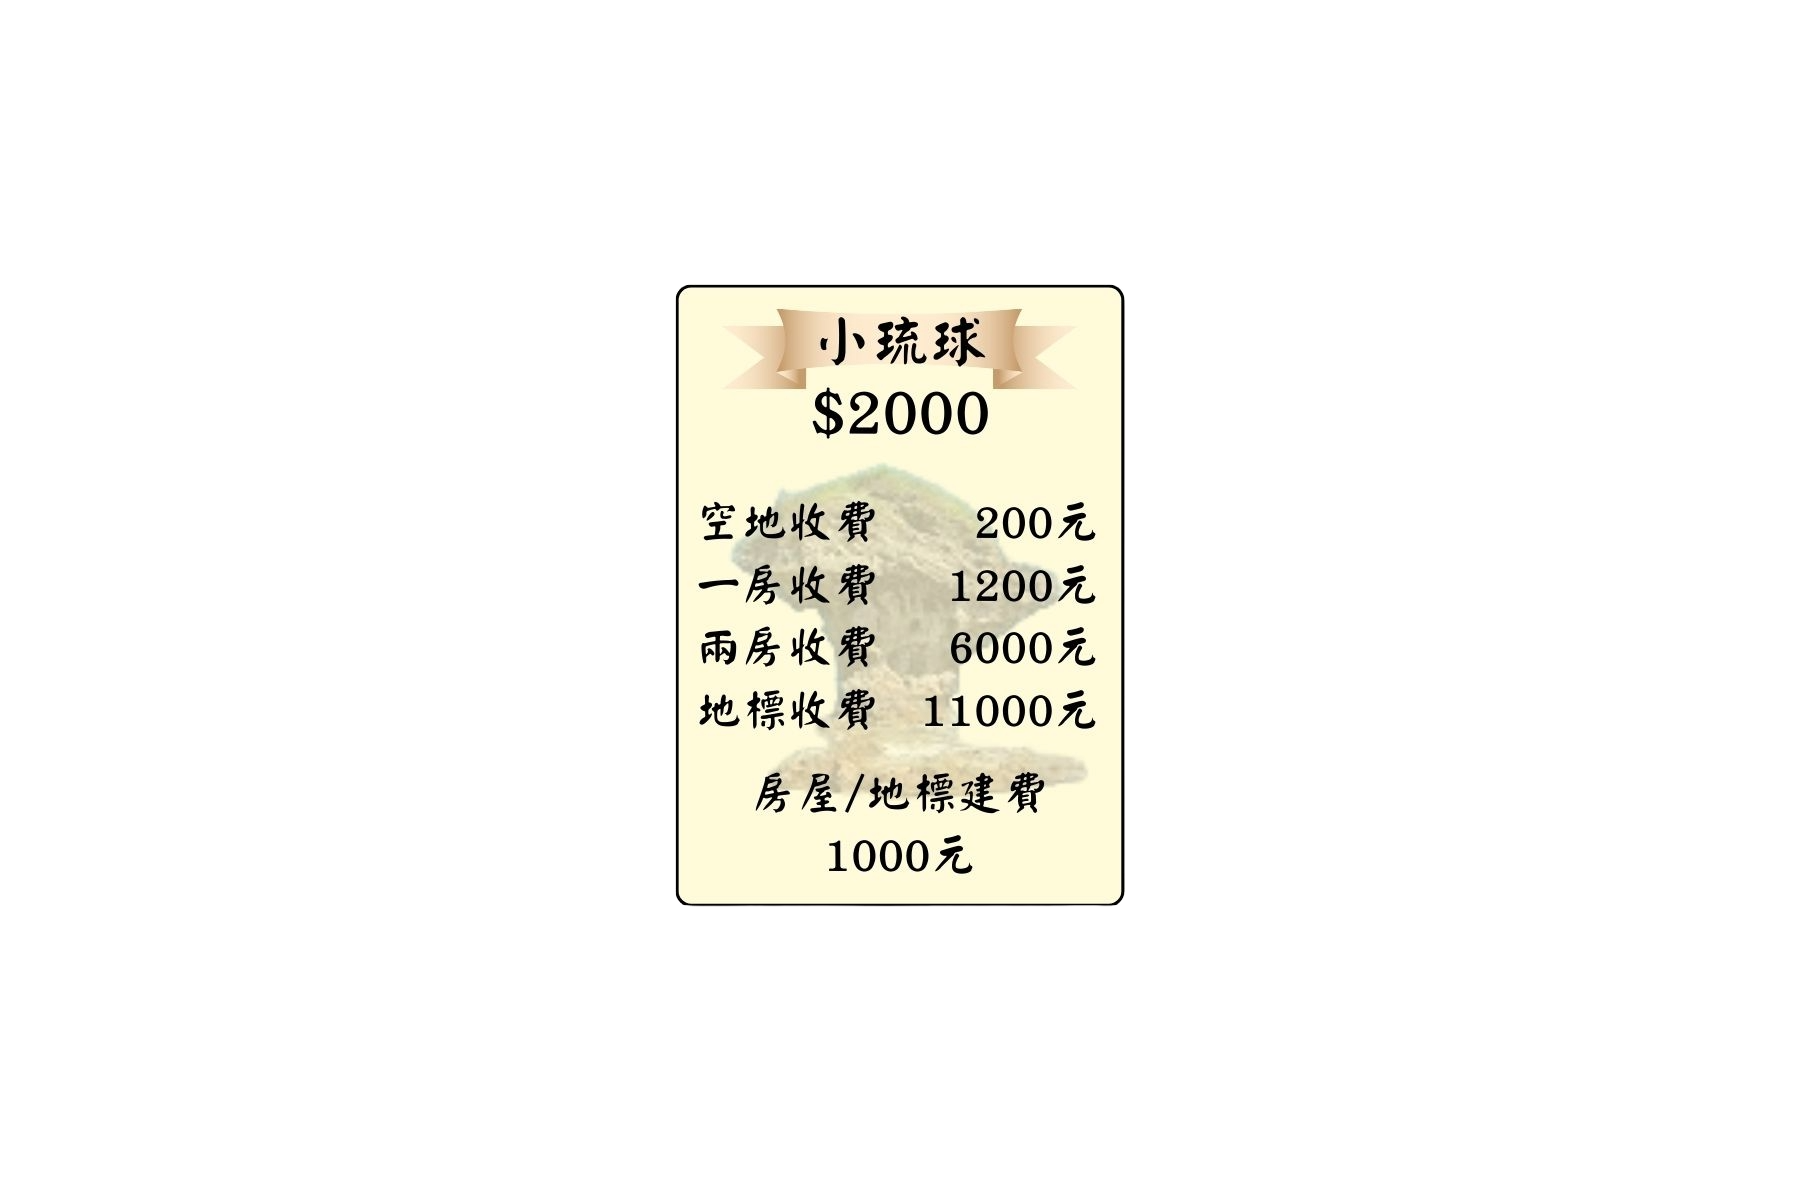 小琉球
$2000
空地收費 200元
一房收費 1200元
兩房收費 6000元
地標收費 11000元
房屋/地標建費
1000元